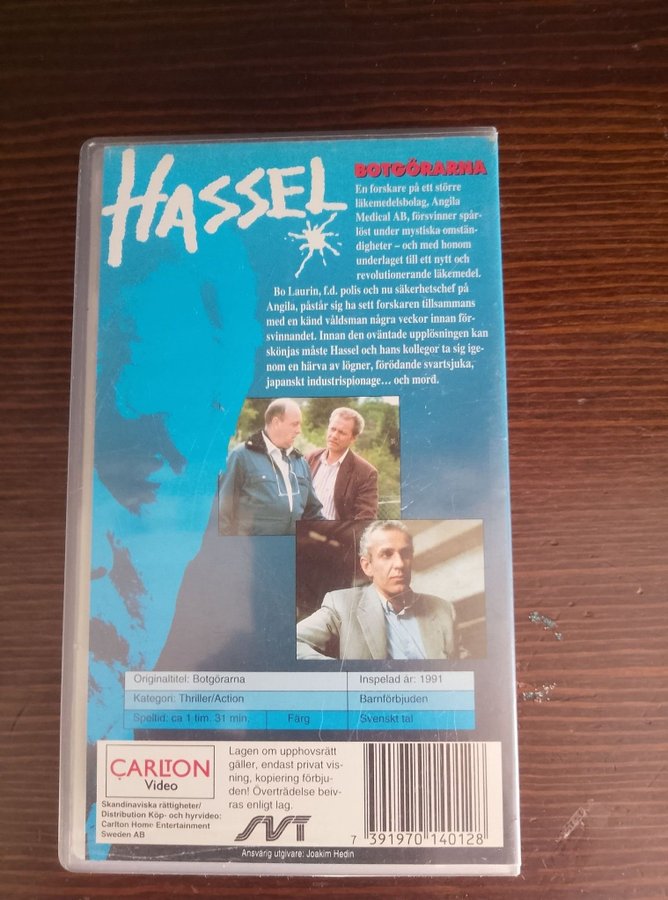 HASSEL
BOTGÖRARNA
En forskare på ett större
läkemedelsbolag, Angila
Medical AB, försvinner spår-
löst under mystiska omstän-
digheter – och med honom
underlaget till ett nytt och
revolutionerande läkemedel.
Bo Laurin, f.d. polis och nu säkerhetschef på
Angila, påstår sig ha sett forskaren tillsammans
med en känd våldsman några veckor innan för-
svinnandet. Innan den oväntade upplösningen kan
skönjas måste Hassel och hans kollegor ta sig ige-
nom en härva av lögner, förödande svartsjuka,
japanskt industrispionage… och mord.
Originaltitel: Botgörarna
Inspelad år: 1991
Kategori: Thriller/Action
Barnförbjuden
Speltid: ca 1 tim. 31 min.
Färg
Svenskt tal
CARLTON
Video
Skandinaviska rättigheter/
Distribution Köp- och hyrvideo:
Carlton Home Entertainment
Sweden AB
Lagen om upphovsrätt
gäller, endast privat vis-
ning, kopiering förbju-
den! Överträdelse beiv-
ras enligt lag.
SVT
7 391970 140128
Ansvarig utgivare: Joakim Hedin